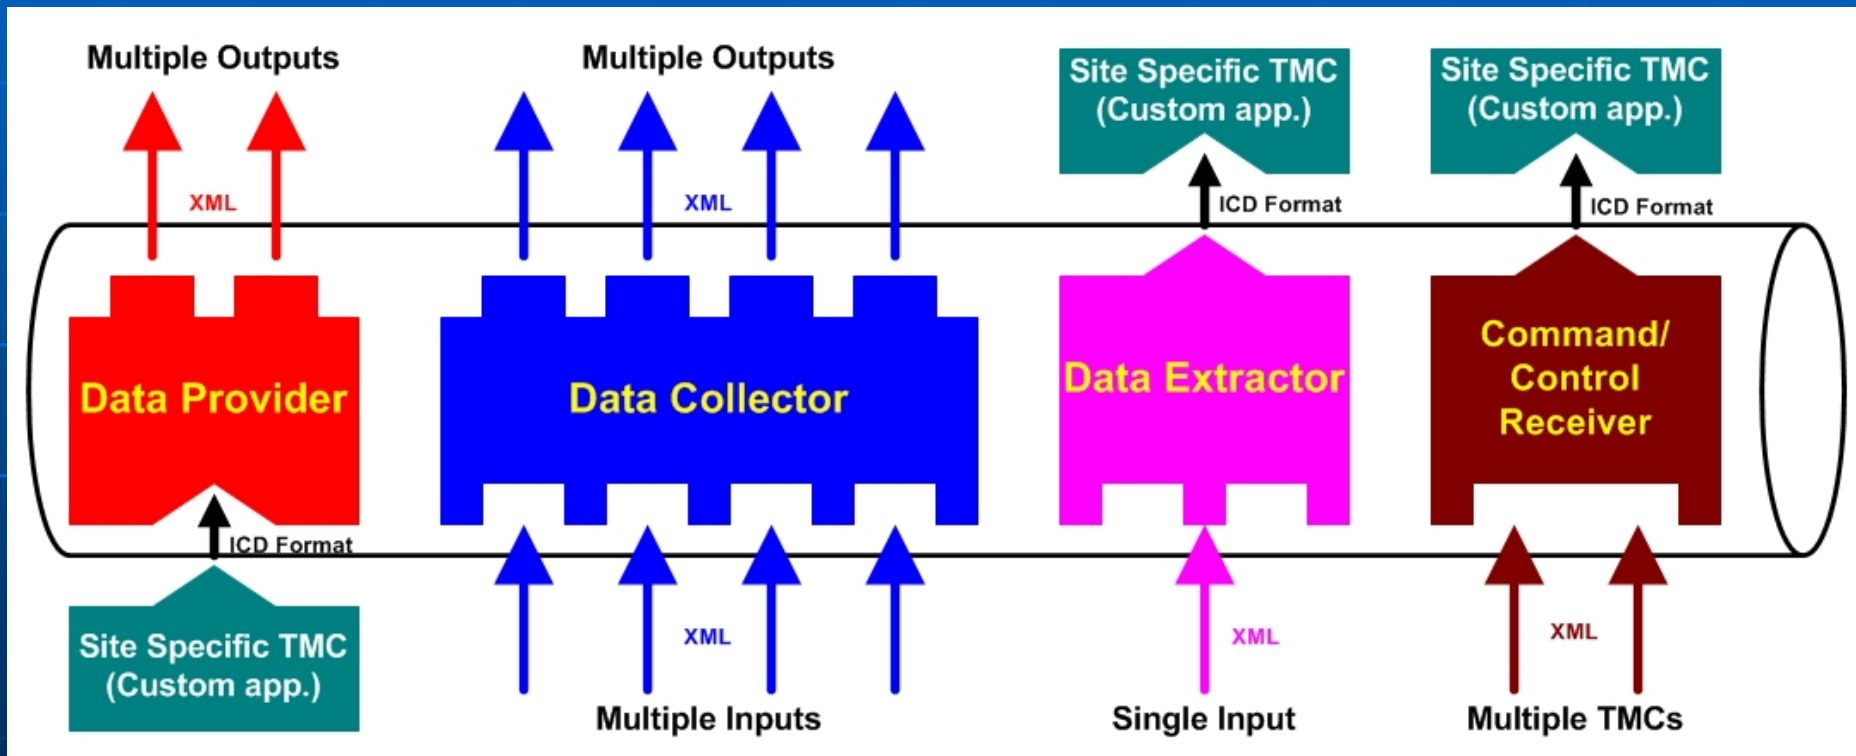 Multiple Outputs
Multiple Outputs
Site Specific TMC
(Custom app.)
Site Specific TMC
(Custom app.)
XML
XML
ICD Format
ICD Format
Data Provider
Data Collector
Data Extractor
Command/
Control
Receiver
ICD Format
Site Specific TMC
(Custom app.)
XML
XML
XML
Multiple Inputs
Single Input
Multiple TMCs